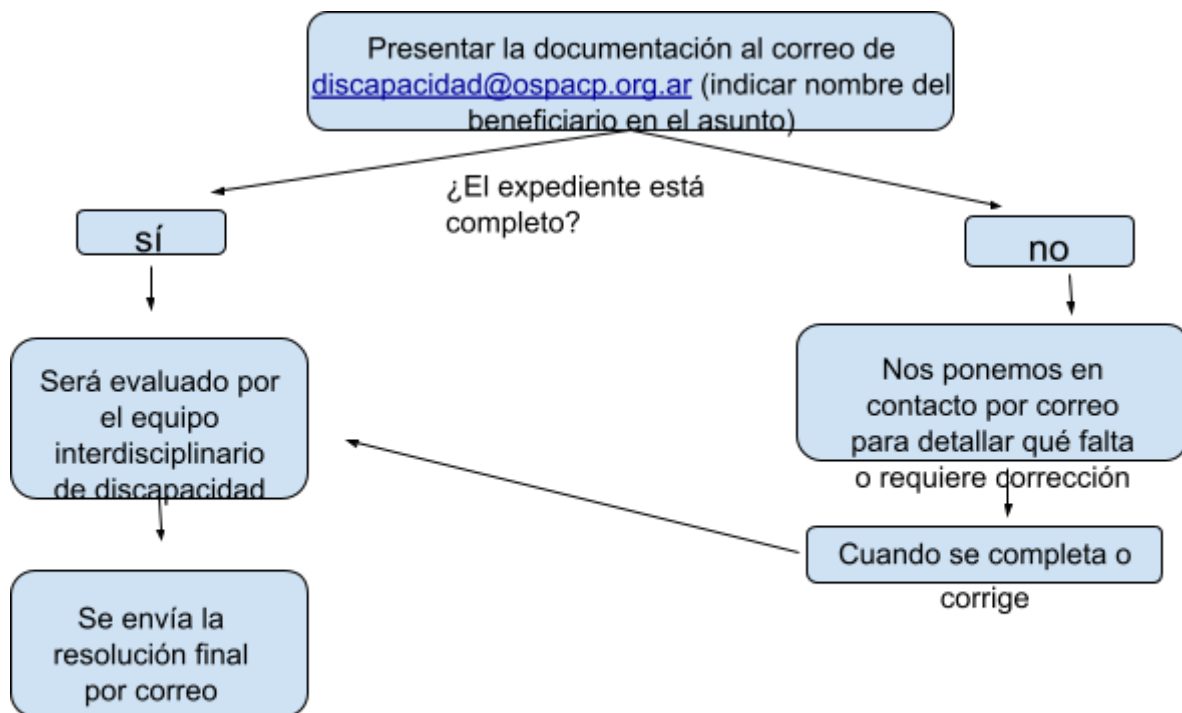 Presentar la documentación al correo de
discapacidad@ospacp.org.ar (indicar nombre del
beneficiario en el asunto)
¿El expediente está
completo?
sí
no
Será evaluado por
el equipo
interdisciplinario
de discapacidad
Nos ponemos en
contacto por correo
para detallar qué falta
o requiere corrección
Cuando se completa o
corrige
Se envía la
resolución final
por correo